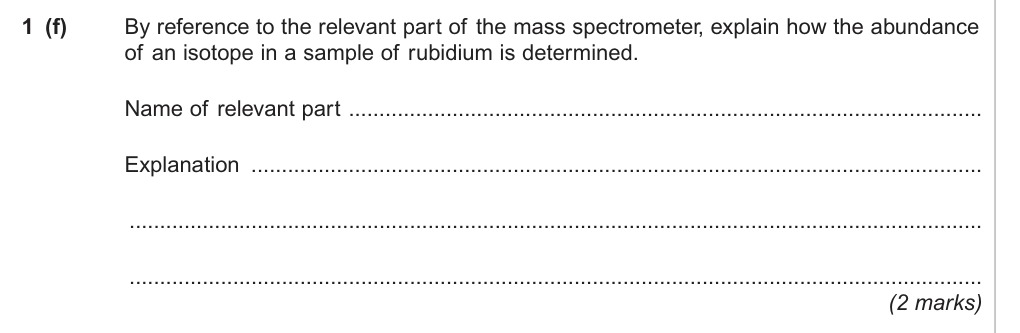 1 (f) By reference to the relevant part of the mass spectrometer, explain how the abundance
of an isotope in a sample of rubidium is determined.
Name of relevant part ..........................................................................................................
Explanation ..........................................................................................................................
..............................................................................................................................................
..............................................................................................................................................
(2 marks)